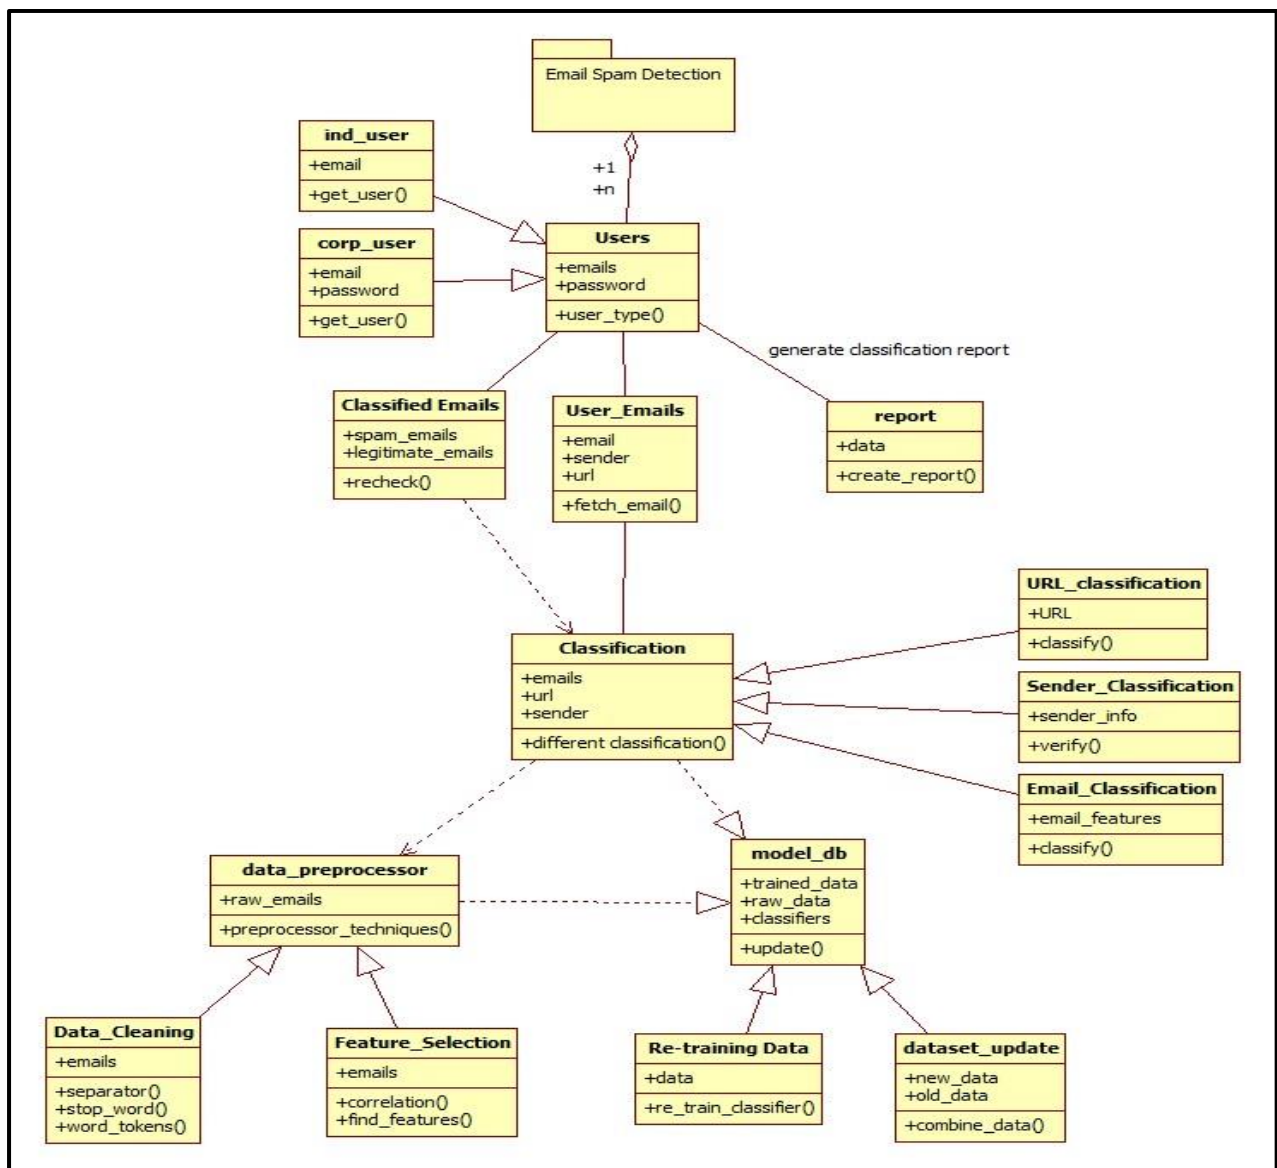 Email Spam Detection
+1
+n
ind_user
+email
+get_user()
corp_user
+email
+password
+get_user()
Users
+emails
+password
+user_type()
generate classification report
Classified Emails
+spam_emails
+legitimate_emails
+recheck()
User_Emails
+email
+sender
+url
+fetch_email()
report
+data
+create_report()
Classification
+emails
+url
+sender
+different classification()
URL_classification
+URL
+classify()
Sender_Classification
+sender_info
+verify()
Email_Classification
+email_features
+classify()
data_preprocessor
+raw_emails
+preprocessor_techniques()
model_db
+trained_data
+raw_data
+classifiers
+update()
Data_Cleaning
+emails
+separator()
+stop_word()
+word_tokens()
Feature_Selection
+emails
+correlation()
+find_features()
Re-training Data
+data
+re_train_classifier()
dataset_update
+new_data
+old_data
+combine_data()